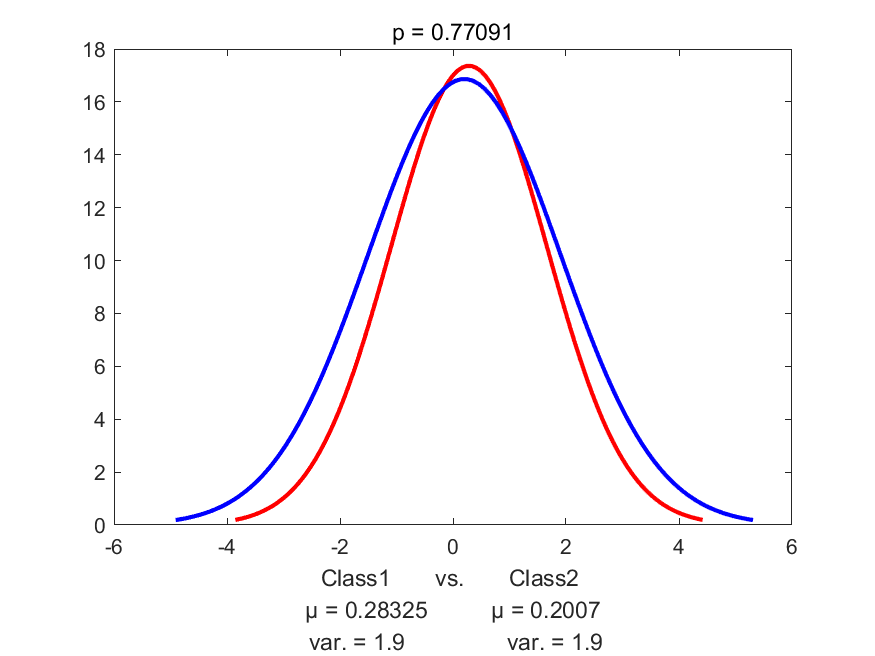 p = 0.77091
18
16
14
12
10
8
6
4
2
0
-6 -4 -2 0 2 4 6
Class1 vs. Class2
μ = 0.28325 μ = 0.2007
var. = 1.9 var. = 1.9